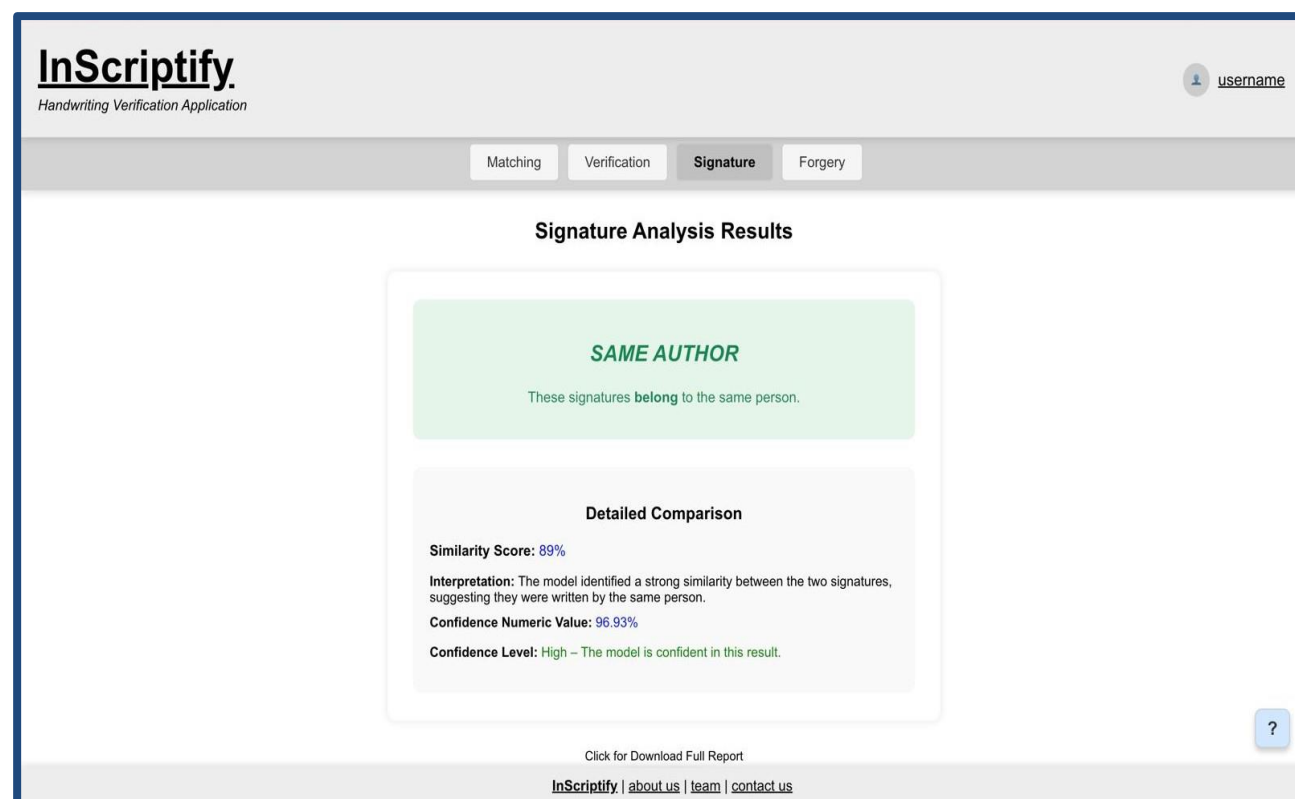 InScriptify
Handwriting Verification Application
username
Matching Verification Signature Forgery
Signature Analysis Results
SAME AUTHOR
These signatures belong to the same person.
Detailed Comparison
Similarity Score: 89%
Interpretation: The model identified a strong similarity between the two signatures,
suggesting they were written by the same person.
Confidence Numeric Value: 96.93%
Confidence Level: High – The model is confident in this result.
?
Click for Download Full Report
InScriptify | about us | team | contact us